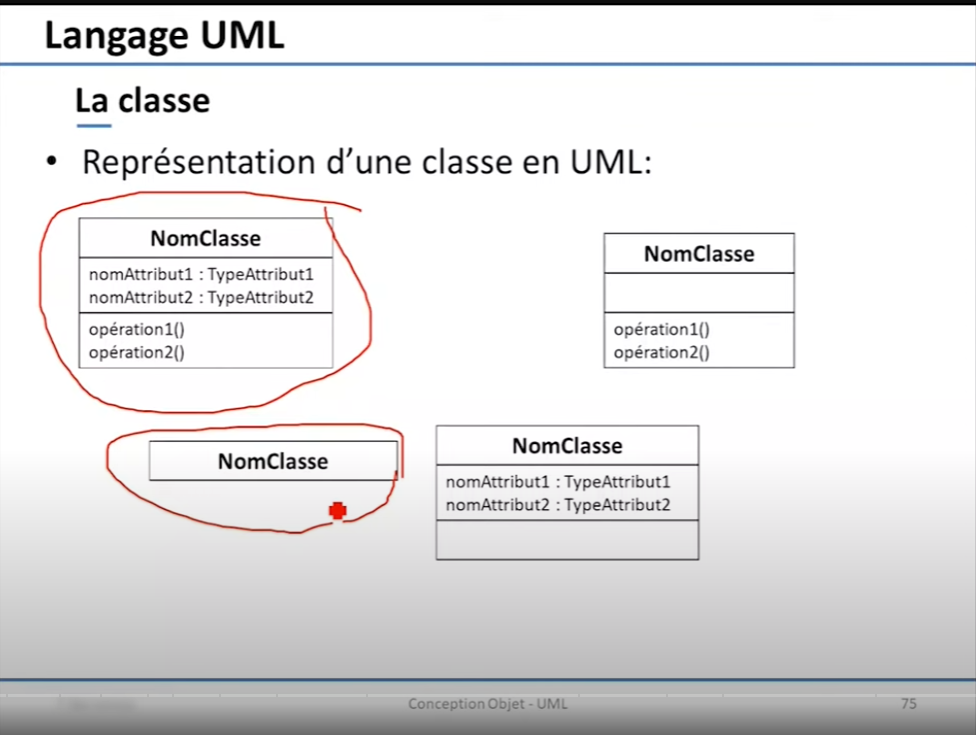 Langage UML
La classe
• Représentation d'une classe en UML:
NomClasse
nomAttribut1 : TypeAttribut1
nomAttribut2 : TypeAttribut2
opération1()
opération2()
NomClasse
opération1()
opération2()
NomClasse
NomClasse
nomAttribut1 : TypeAttribut1
nomAttribut2 : TypeAttribut2
Conception Objet - UML
75